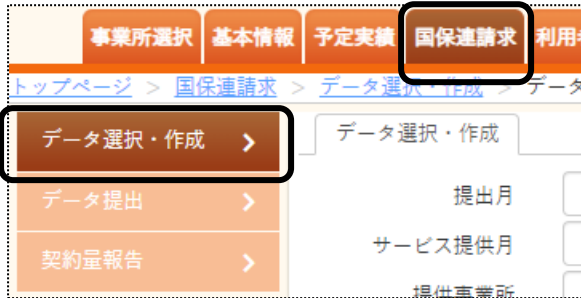 事業所選択 基本情報 予定実績 国保連請求 利用
トップページ > 国保連請求 > データ選択・作成 > データ
データ選択・作成 >
データ選択・作成
データ提出 >
提出月
サービス提供月
契約量報告 >
提供事業所